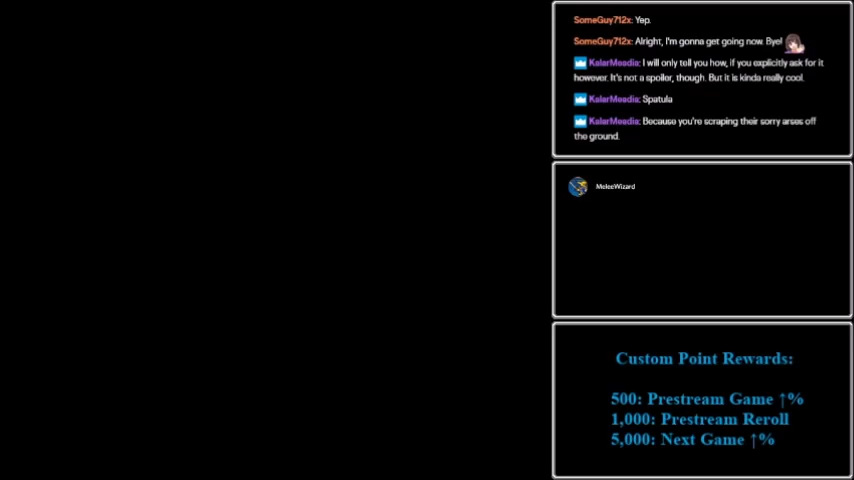 SomeGuy712x: Yep.
SomeGuy712x: Alright, I'm gonna get going now. Bye!
KalarMeadia: I will only tell you how, if you explicitly ask for it
however. It's not a spoiler, though. But it is kinda really cool.
KalarMeadia: Spatula
KalarMeadia: Because you're scraping their sorry arses off
the ground.
MeleeWizard
Custom Point Rewards:
500: Prestream Game ↑%
1,000: Prestream Reroll
5,000: Next Game ↑%